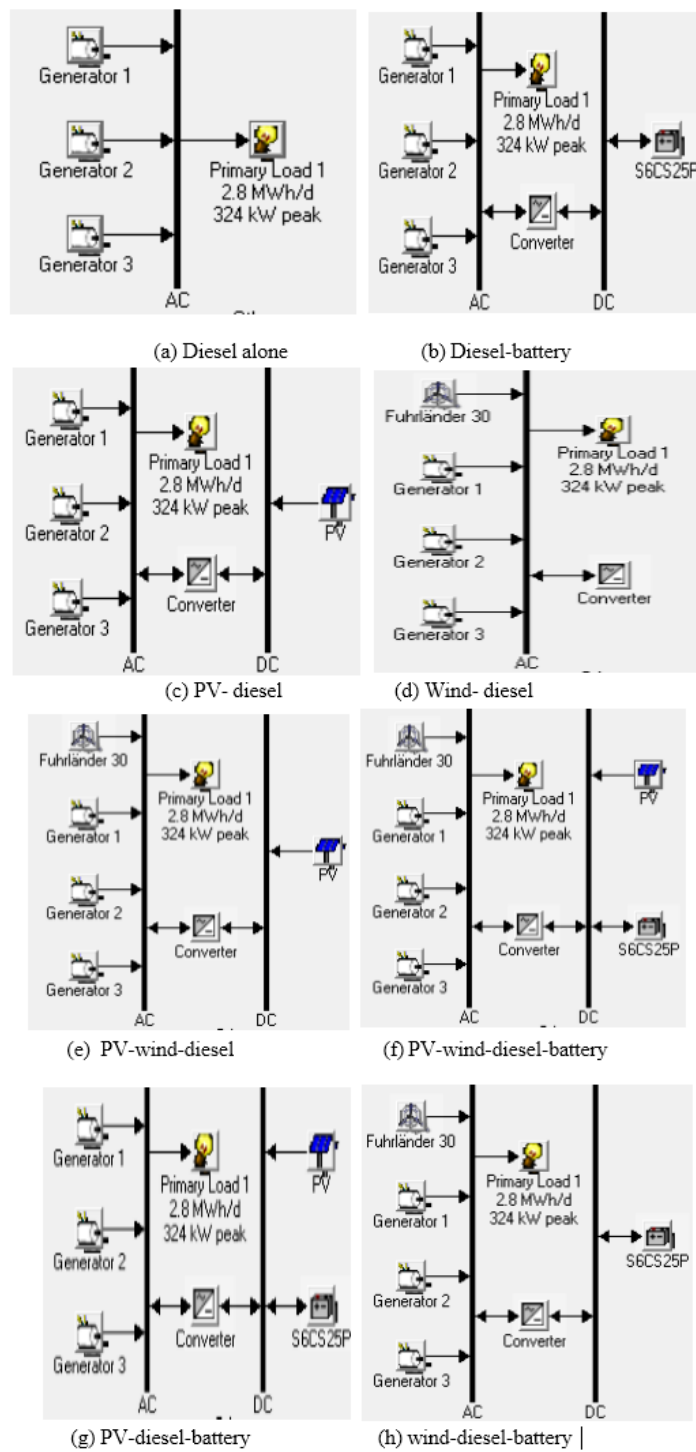 Generator 1
Generator 2
Primary Load 1
2.8 MWh/d
324 kW peak
Generator 3
AC
Generator 1
Primary Load 1
2.8 MWh/d
324 kW peak
Generator 2
S6CS25P
Generator 3
Converter
AC
DC
(a) Diesel alone
(b) Diesel-battery
Generator 1
Primary Load 1
2.8 MWh/d
324 kW peak
Generator 2
PV
Generator 3
Converter
AC
DC
Fuhrländer 30
Generator 1
Primary Load 1
2.8 MWh/d
324 kW peak
Generator 2
Converter
Generator 3
AC
(c) PV- diesel
(d) Wind- diesel
Fuhrländer 30
Primary Load 1
2.8 MWh/d
324 kW peak
Generator 1
PV
Generator 2
Converter
Generator 3
AC
DC
Fuhrländer 30
PV
Primary Load 1
2.8 MWh/d
324 kW peak
Generator 1
Generator 2
Converter
S6CS25P
Generator 3
AC
DC
(e) PV-wind-diesel
(f) PV-wind-diesel-battery
Generator 1
Primary Load 1
2.8 MWh/d
324 kW peak
PV
Generator 2
Converter
S6CS25P
Generator 3
AC
DC
Fuhrländer 30
Primary Load 1
2.8 MWh/d
324 kW peak
Generator 1
S6CS25P
Generator 2
Converter
Generator 3
AC
DC
(g) PV-diesel-battery
(h) wind-diesel-battery